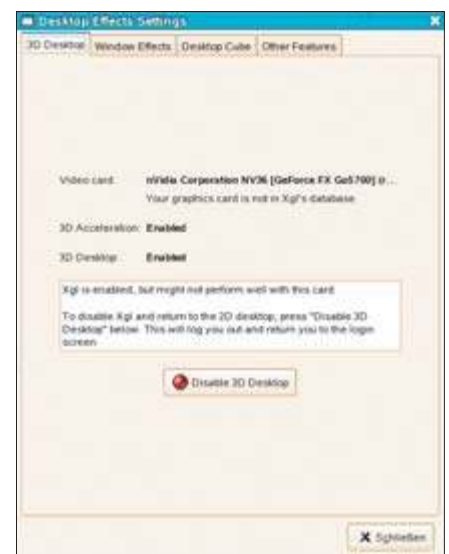 Desktop Effects Settings
3D Desktop Window Effects Desktop Cube Other Features
Video card: nVidia Corporation NV36 [GeForce FX Go5700] (r...
Your graphics card is not in Xgl's database
3D Acceleration: Enabled
3D Desktop: Enabled
Xgl is enabled, but might not perform well with this card
To disable Xgl and return to the 2D desktop, press "Disable 3D
Desktop" below. This will log you out and return you to the login
screen
Disable 3D Desktop
Schließen